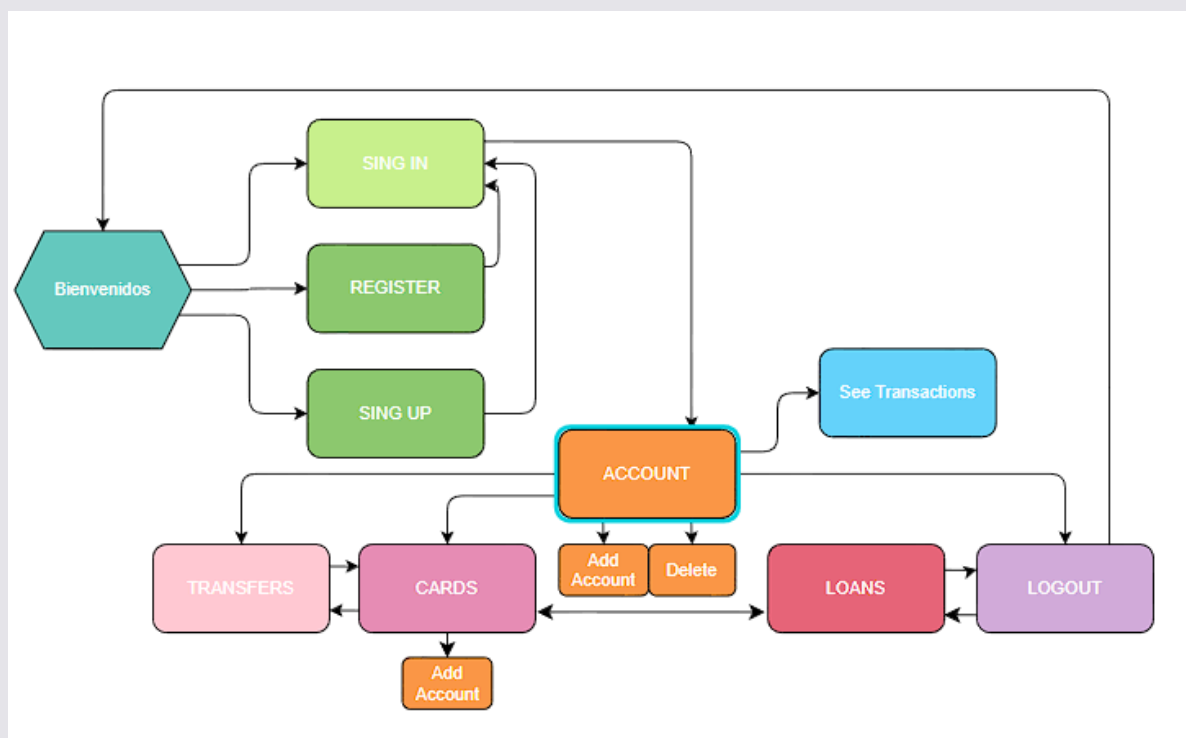 SING IN
Bienvenidos
REGISTER
SING UP
See Transactions
ACCOUNT
TRANSFERS
CARDS
Add
Account
Delete
LOANS
LOGOUT
Add
Account